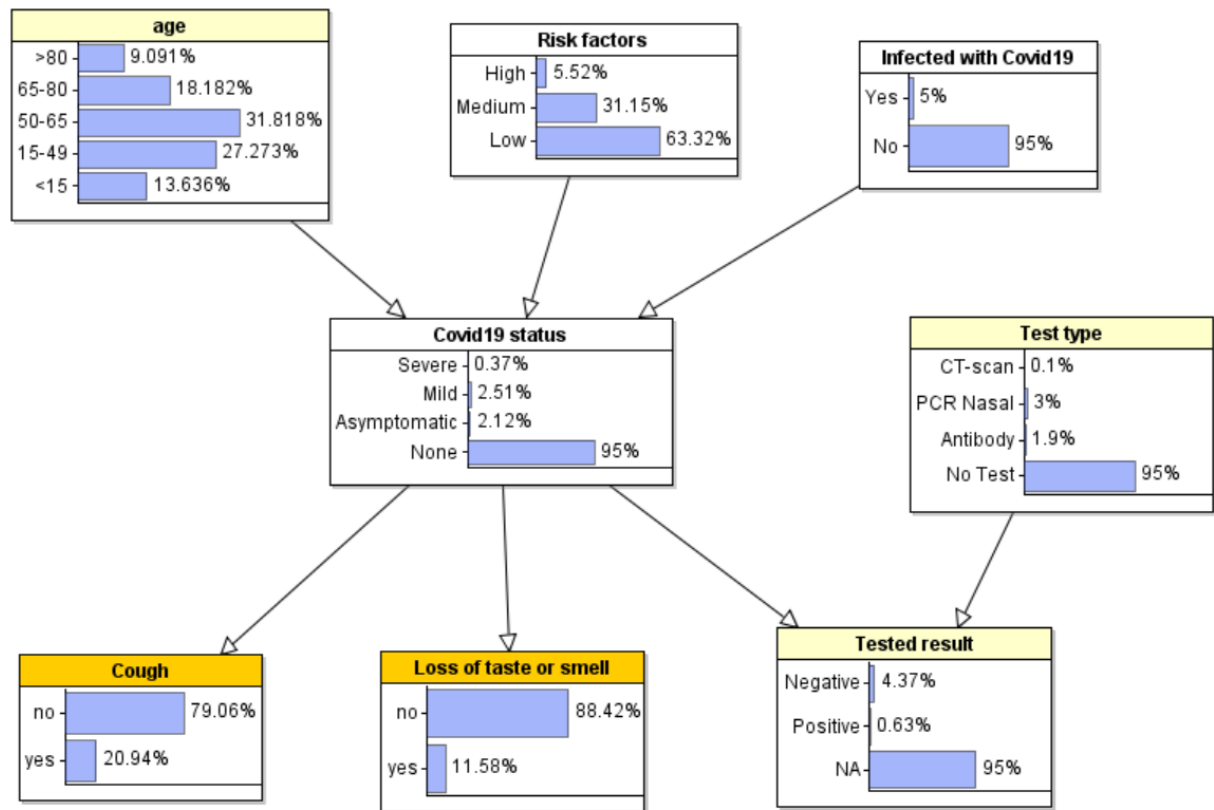 age
>80 9.091%
65-80 18.182%
50-65 31.818%
15-49 27.273%
<15 13.636%
Risk factors
High 5.52%
Medium 31.15%
Low 63.32%
Infected with Covid19
Yes 5%
No 95%
Covid19 status
Severe 0.37%
Mild 2.51%
Asymptomatic 2.12%
None 95%
Test type
CT-scan 0.1%
PCR Nasal 3%
Antibody 1.9%
No Test 95%
Cough
no 79.06%
yes 20.94%
Loss of taste or smell
no 88.42%
yes 11.58%
Tested result
Negative 4.37%
Positive 0.63%
NA 95%